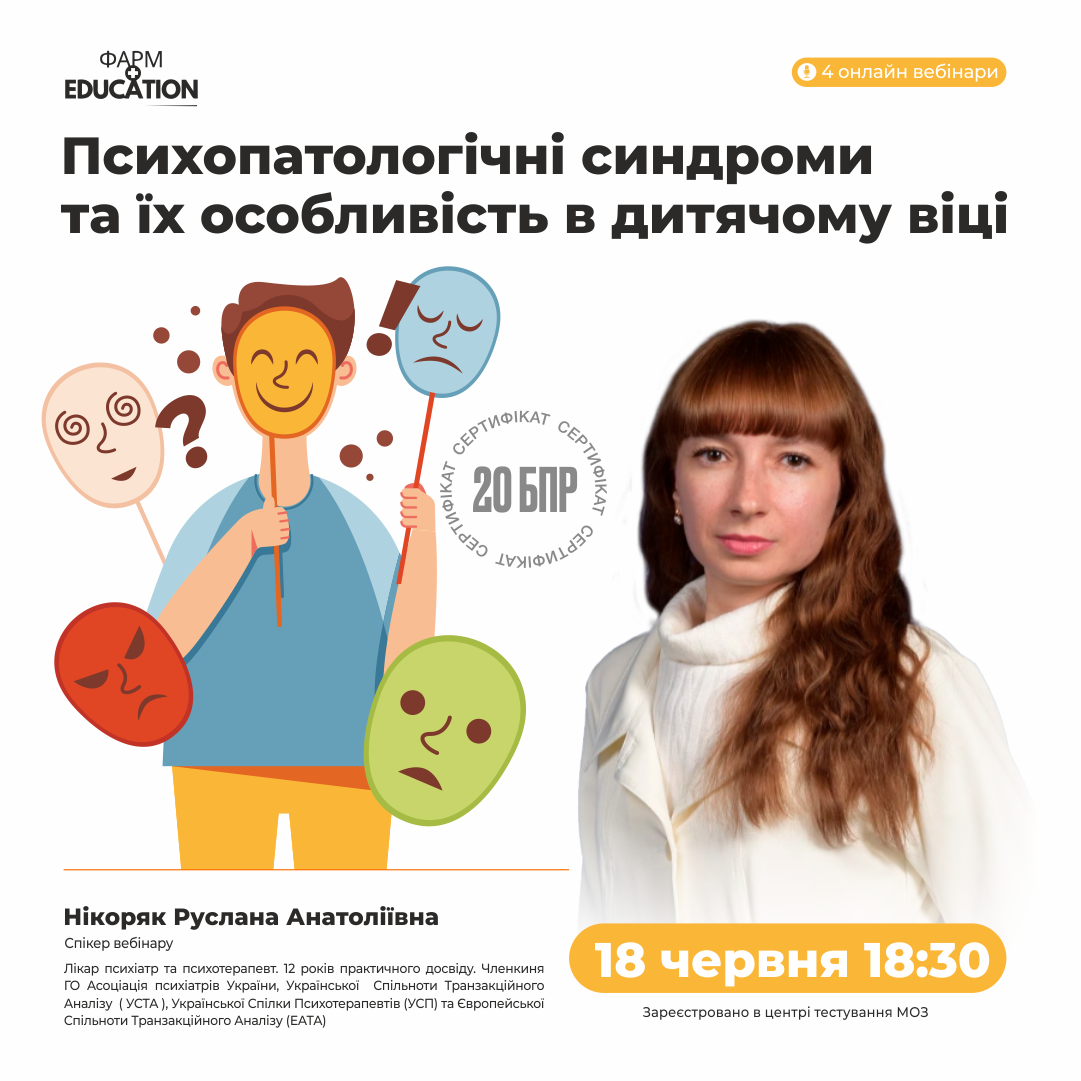 ФАРМ
EDUCATION
4 онлайн вебінари
Психопатологічні синдроми
та їх особливість в дитячому віці
СЕРТИФІКАТ СЕРТИФІКАТ СЕРТИФІКАТ СЕРТИФІКАТ
20 БПР
Нікоряк Руслана Анатоліївна
Спікер вебінару
Лікар психіатр та психотерапевт. 12 років практичного досвіду. Членкиня
ГО Асоціація психіатрів України, Української Спільноти Транзакційного
Аналізу ( УСТА ), Української Спілки Психотерапевтів (УСП) та Європейської
Спільноти Транзакційного Аналізу (ЕАТА)
18 червня 18:30
Зареєстровано в центрі тестування МОЗ